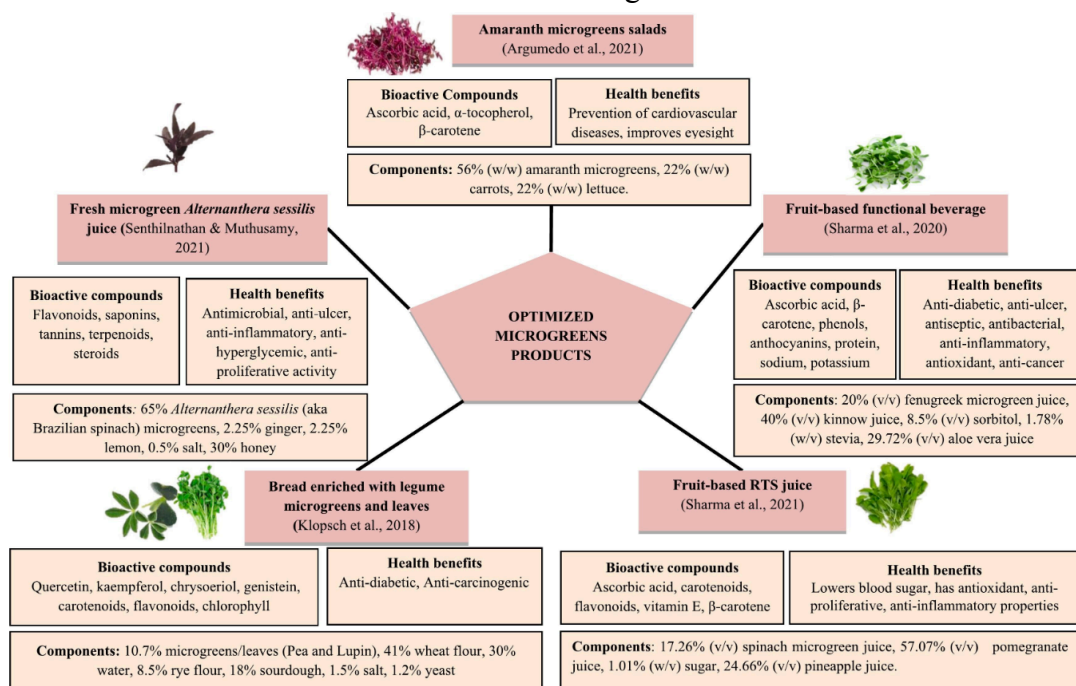 Amaranth microgreens salads
(Argumedo et al., 2021)
Bioactive Compounds
Ascorbic acid, α-tocopherol,
β-carotene
Health benefits
Prevention of cardiovascular
diseases, improves eyesight
Components: 56% (w/w) amaranth microgreens, 22% (w/w)
carrots, 22% (w/w) lettuce.
Fresh microgreen Alternanthera sessilis
juice (Senthilnathan & Muthusamy,
2021)
Bioactive compounds
Flavonoids, saponins,
tannins, terpenoids,
steroids
Health benefits
Antimicrobial, anti-ulcer,
anti-inflammatory, anti-
hyperglycemic, anti-
proliferative activity
Components: 65% Alternanthera sessilis (aka
Brazilian spinach) microgreens, 2.25% ginger, 2.25%
lemon, 0.5% salt, 30% honey
OPTIMIZED
MICROGREENS
PRODUCTS
Fruit-based functional beverage
(Sharma et al., 2020)
Bioactive compounds
Ascorbic acid, β-
carotene, phenols,
anthocyanins, protein,
sodium, potassium
Health benefits
Anti-diabetic, anti-ulcer,
antiseptic, antibacterial,
anti-inflammatory,
antioxidant, anti-cancer
Components: 20% (v/v) fenugreek microgreen juice,
40% (v/v) kinnow juice, 8.5% (v/v) sorbitol, 1.78%
(w/v) stevia, 29.72% (v/v) aloe vera juice
Bread enriched with legume
microgreens and leaves
(Klopsch et al., 2018)
Bioactive compounds
Quercetin, kaempferol, chrysoeriol, genistein,
carotenoids, flavonoids, chlorophyll
Health benefits
Anti-diabetic, Anti-carcinogenic
Components: 10.7% microgreens/leaves (Pea and Lupin), 41% wheat flour, 30%
water, 8.5% rye flour, 18% sourdough, 1.5% salt, 1.2% yeast
Fruit-based RTS juice
(Sharma et al., 2021)
Bioactive compounds
Ascorbic acid, carotenoids,
flavonoids, vitamin E, β-carotene
Health benefits
Lowers blood sugar, has antioxidant, anti-
proliferative, anti-inflammatory properties
Components: 17.26% (v/v) spinach microgreen juice, 57.07% (v/v) pomegranate
juice, 1.01% (w/v) sugar, 24.66% (v/v) pineapple juice.